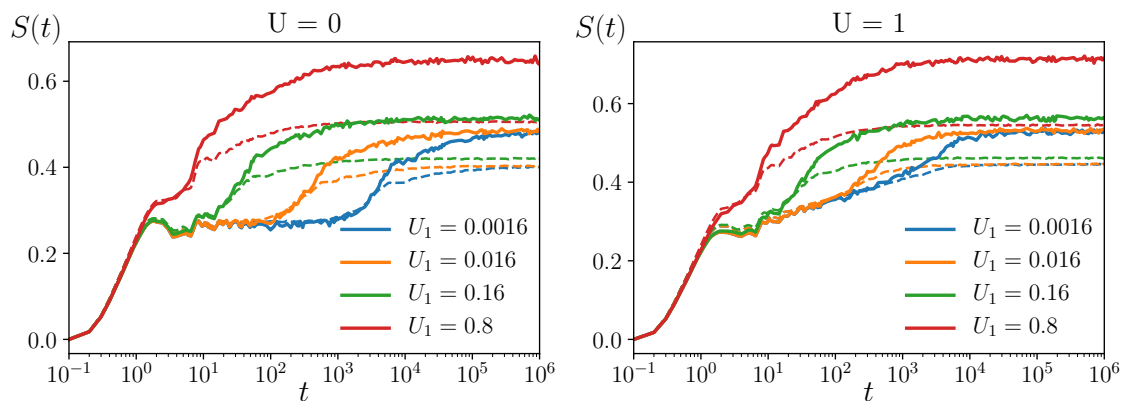 U = 0
S(t)
0.6
0.4
0.2
0.0
U₁ = 0.0016
U₁ = 0.016
U₁ = 0.16
U₁ = 0.8
10⁻¹ 10⁰ 10¹ 10² 10³ 10⁴ 10⁵ 10⁶
t
U = 1
S(t)
0.6
0.4
0.2
0.0
U₁ = 0.0016
U₁ = 0.016
U₁ = 0.16
U₁ = 0.8
10⁻¹ 10⁰ 10¹ 10² 10³ 10⁴ 10⁵ 10⁶
t